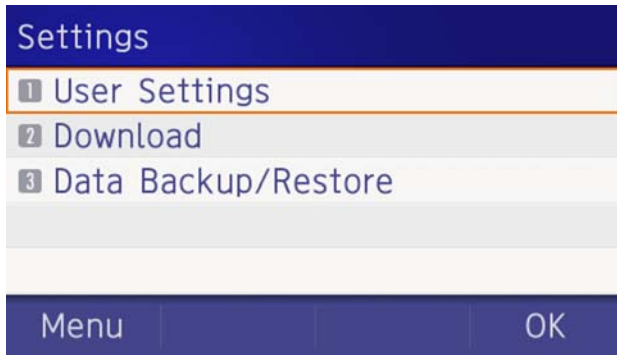 Settings
1 User Settings
2 Download
3 Data Backup/Restore
Menu OK